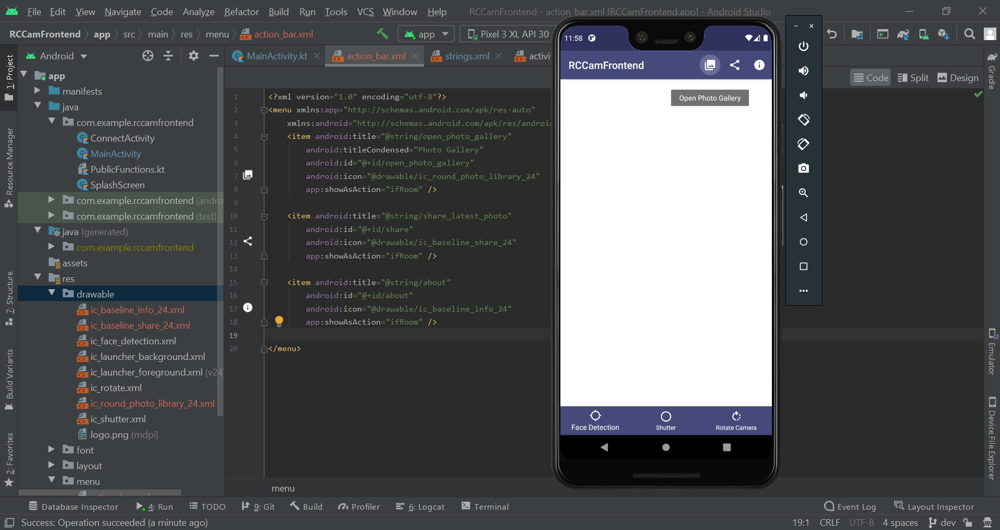 File Edit View Navigate Code Analyze Refactor Build Run Tools VCS Window Help RCCamFrontend - action_bar.xml [RCCamFrontend.app] - Android Studio
RCCamFrontend app src main res menu action_bar.xml app Pixel 3 XL API 30
Android
MainActivity.kt action_bar.xml strings.xml activi
Code Split Design
1: Project
Resource Manager
7: Structure
Build Variants
2: Favorites
app
manifests
java
com.example.rccamfrontend
ConnectActivity
MainActivity
PublicFunctions.kt
SplashScreen
com.example.rccamfrontend (andro
com.example.rccamfrontend (test)
java (generated)
com.example.rccamfrontend
assets
res
drawable
ic_baseline_info_24.xml
ic_baseline_share_24.xml
ic_face_detection.xml
ic_launcher_background.xml
ic_launcher_foreground.xml (v24
ic_rotate.xml
ic_round_photo_library_24.xml
ic_shutter.xml
logo.png (mdpi)
font
layout
menu
1 <?xml version="1.0" encoding="utf-8"?>
2 <menu xmlns:app="http://schemas.android.com/apk/res-auto"
3 xmlns:android="http://schemas.android.com/apk/res/androi
4 <item android:title="@string/open_photo_gallery"
5 android:titleCondensed="Photo Gallery"
6 android:id="@+id/open_photo_gallery"
7 android:icon="@drawable/ic_round_photo_library_24"
8 app:showAsAction="ifRoom" />
9
10 <item android:title="@string/share_latest_photo"
11 android:id="@+id/share"
12 android:icon="@drawable/ic_baseline_share_24"
13 app:showAsAction="ifRoom" />
14
15 <item android:title="@string/about"
16 android:id="@+id/about"
17 android:icon="@drawable/ic_baseline_info_24"
18 app:showAsAction="ifRoom" />
19
20 </menu>
menu
11:58
RCCamFrontend
Open Photo Gallery
Face Detection Shutter Rotate Camera
Gradle
Emulator
Device File Explorer
Database Inspector 4: Run TODO 9: Git Build Profiler 6: Logcat Terminal Event Log Layout Inspector
Success: Operation succeeded (a minute ago) 19:1 CRLF UTF-8 4 spaces dev